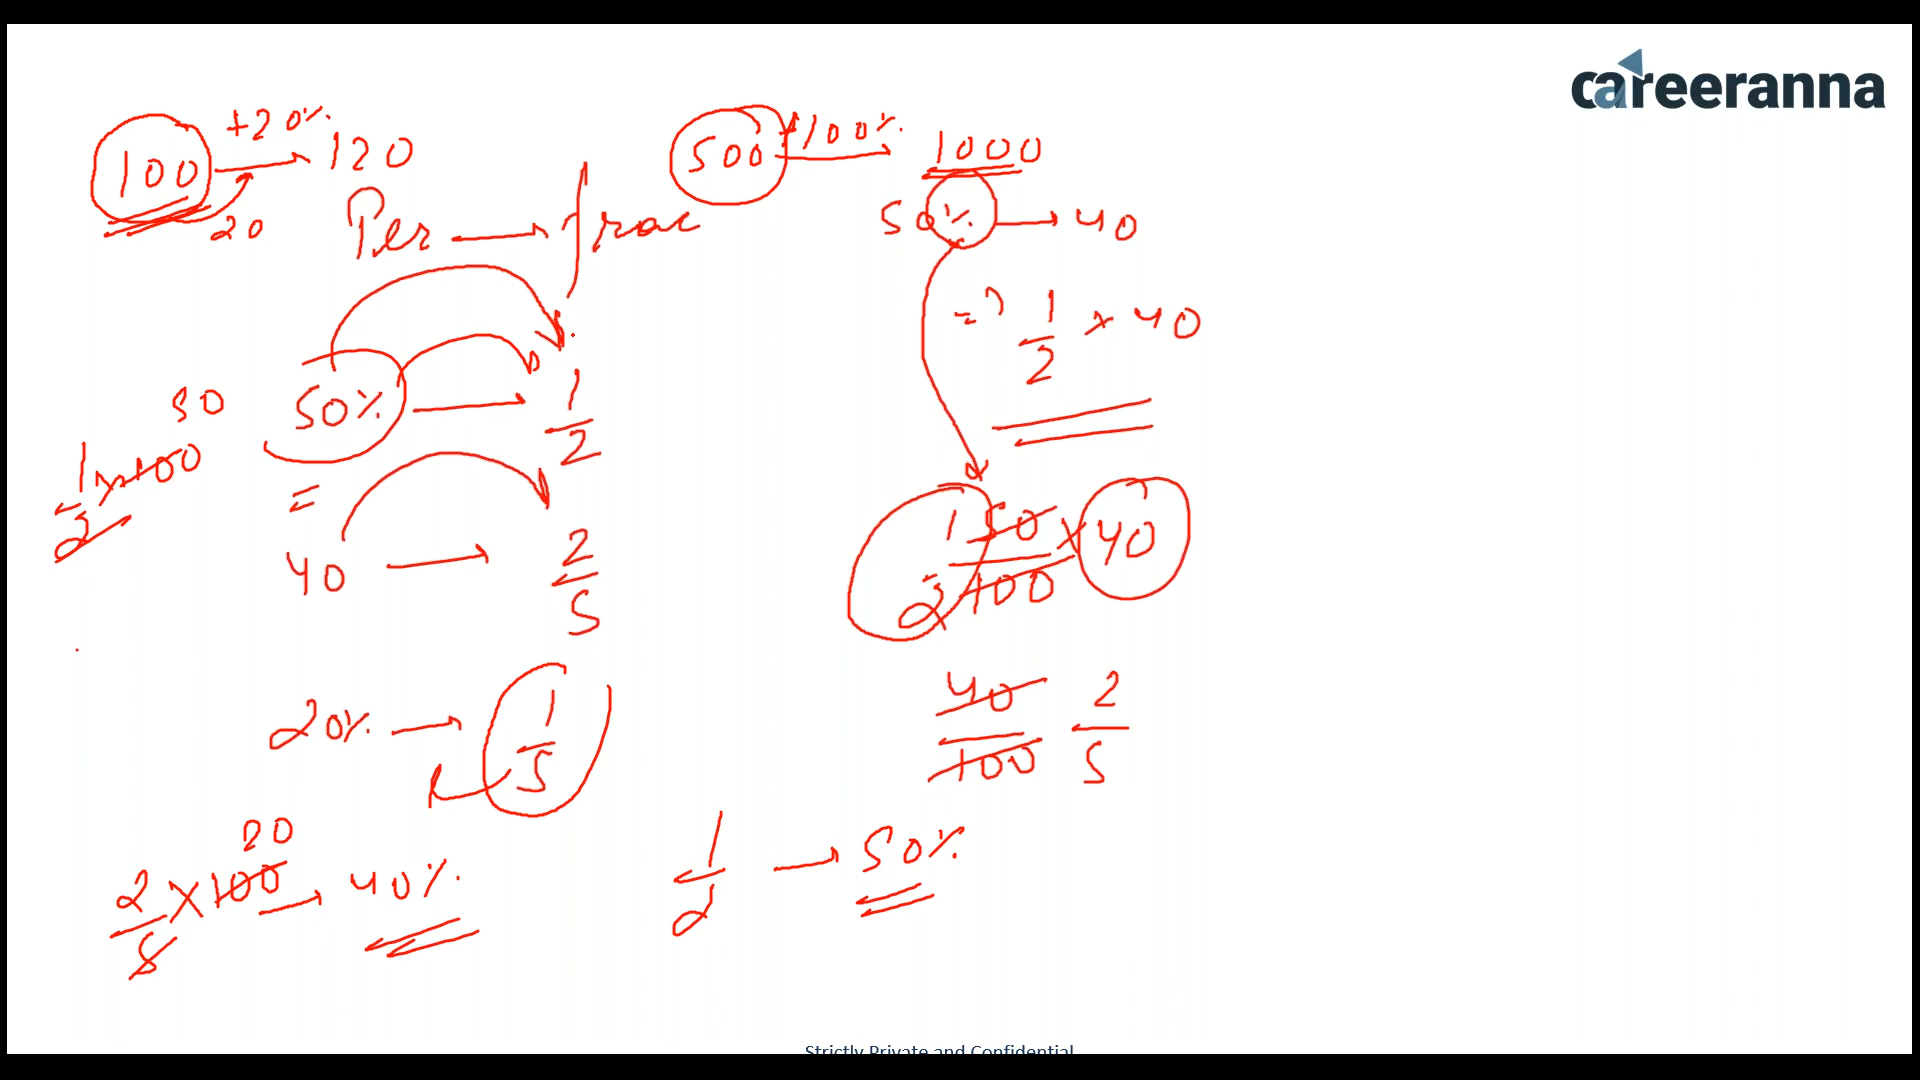 careeranna
+20%
100 → 120
20
+100%
500 → 1000
Per → frac
50% → 40
=> 1/2 × 40
50% → 1/2
50
1/2 × 100
=
40 → 2/5
1 50 × 40
2 100
20% → 1/5
40/100 2/5
20
2/5 × 100 → 40%
1/2 → 50%
Strictly Private and Confidential